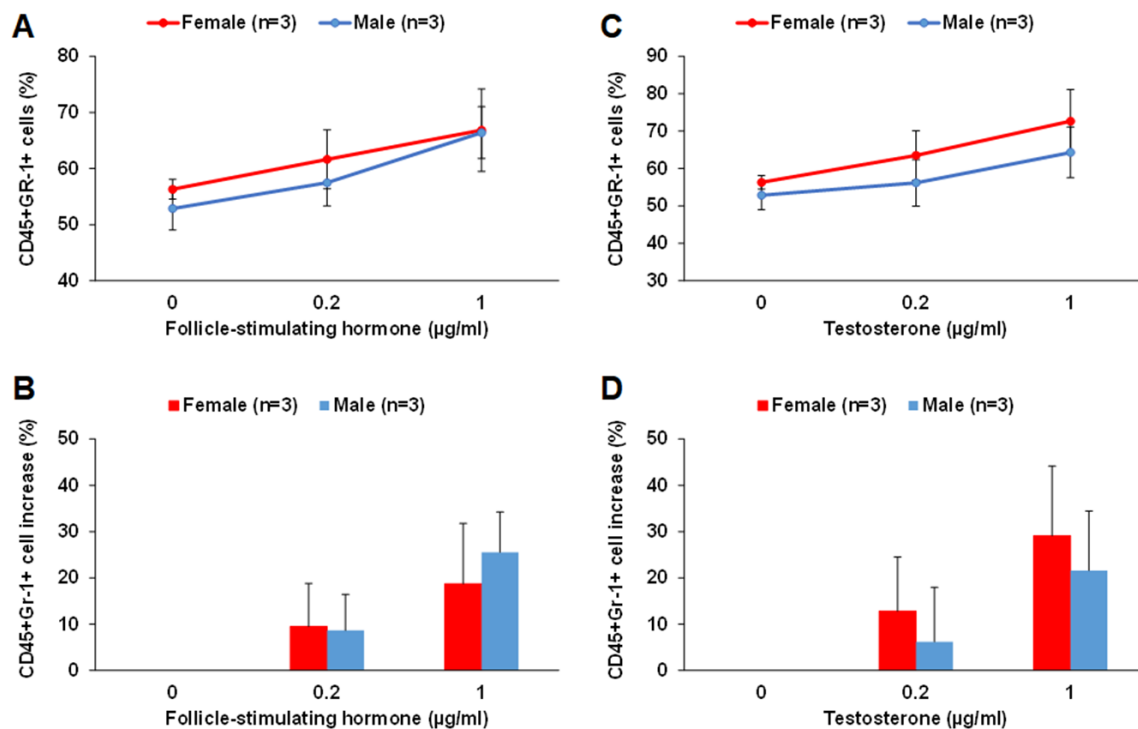 A
Female (n=3) Male (n=3)
CD45+GR-1+ cells (%)
80
70
60
50
40
0 0.2 1
Follicle-stimulating hormone (µg/ml)
C
Female (n=3) Male (n=3)
CD45+GR-1+ cells (%)
90
80
70
60
50
40
30
0 0.2 1
Testosterone (µg/ml)
B
Female (n=3) Male (n=3)
CD45+Gr-1+ cell increase (%)
50
40
30
20
10
0
0 0.2 1
Follicle-stimulating hormone (µg/ml)
D
Female (n=3) Male (n=3)
CD45+Gr-1+ cell increase (%)
50
40
30
20
10
0
0 0.2 1
Testosterone (µg/ml)